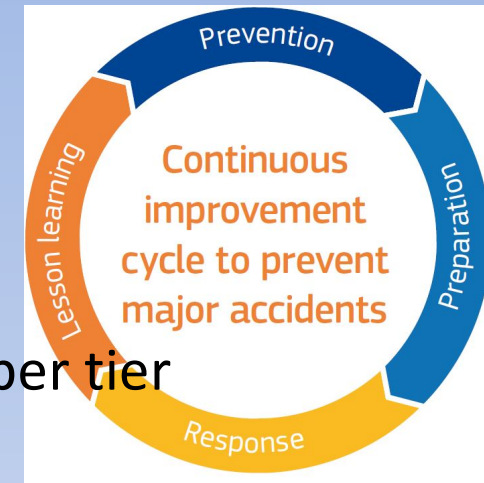 Prevention
Continuous
improvement
cycle to prevent
major accidents
Preparation
Response
Lesson learning
per tier